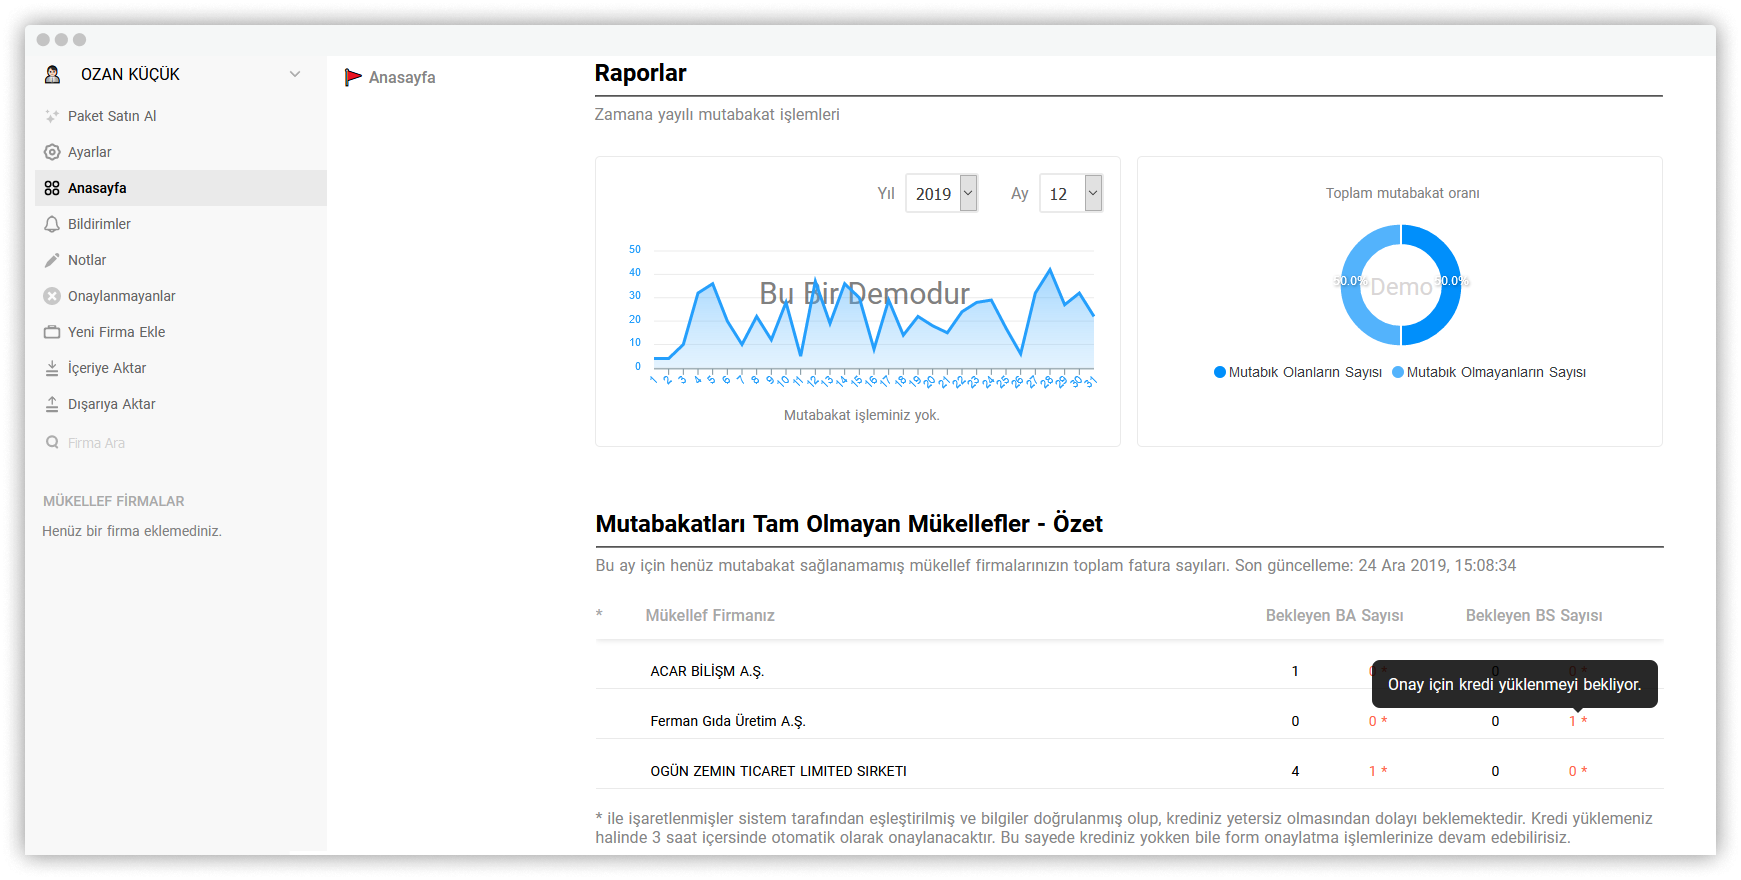 OZAN KÜÇÜK
Paket Satın Al
Ayarlar
Anasayfa
Bildirimler
Notlar
Onaylanmayanlar
Yeni Firma Ekle
İçeriye Aktar
Dışarıya Aktar
Firma Ara
MÜKELLEF FİRMALAR
Henüz bir firma eklemediniz.
Anasayfa
Raporlar
Zamana yayılı mutabakat işlemleri
Yıl 2019 Ay 12
50
40
30
20
10
0
Bu Bir Demodur
1 2 3 4 5 6 7 8 9 10 11 12 13 14 15 16 17 18 19 20 21 22 23 24 25 26 27 28 29 30 31
Mutabakat işleminiz yok.
Toplam mutabakat oranı
50.0% Demo 50.0%
Mutabık Olanların Sayısı Mutabık Olmayanların Sayısı
Mutabakatları Tam Olmayan Mükellefler - Özet
Bu ay için henüz mutabakat sağlanamamış mükellef firmalarınızın toplam fatura sayıları. Son güncelleme: 24 Ara 2019, 15:08:34
* Mükellef Firmanız Bekleyen BA Sayısı Bekleyen BS Sayısı
ACAR BİLİŞM A.Ş. 1 0 * 0 0 *
Onay için kredi yüklenmeyi bekliyor.
Ferman Gıda Üretim A.Ş. 0 0 * 0 1 *
OGÜN ZEMIN TICARET LIMITED SIRKETI 4 1 * 0 0 *
* ile işaretlenmişler sistem tarafından eşleştirilmiş ve bilgiler doğrulanmış olup, krediniz yetersiz olmasından dolayı beklemektedir. Kredi yüklemeniz
halinde 3 saat içersinde otomatik olarak onaylanacaktır. Bu sayede krediniz yokken bile form onaylatma işlemlerinize devam edebilirisiz.